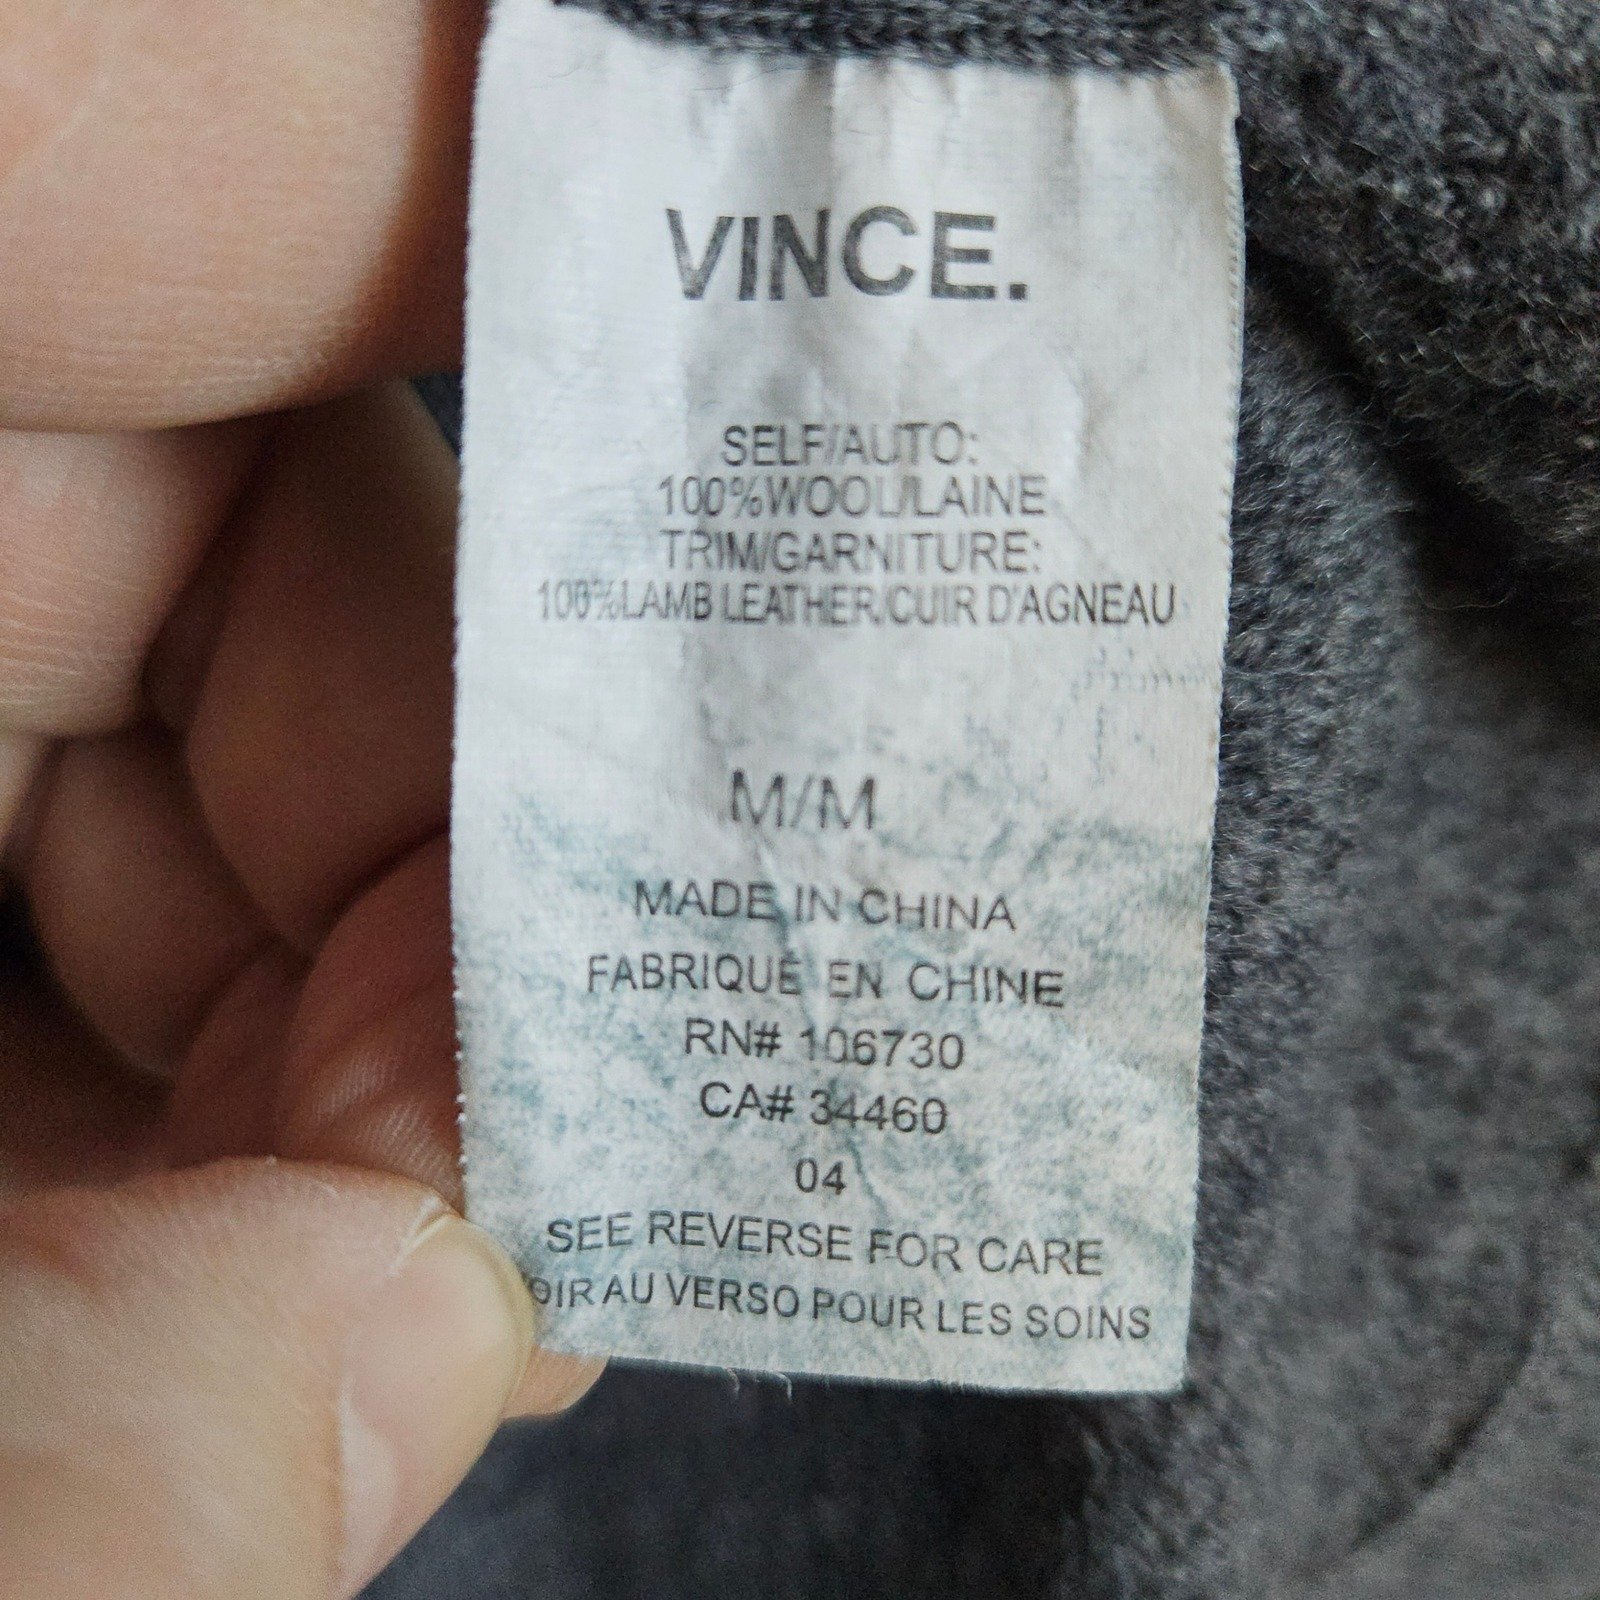 VINCE.
SELF/AUTO:
100%WOOL/LAINE
TRIM/GARNITURE:
100%LAMB LEATHER/CUIR D'AGNEAU
M/M
MADE IN CHINA
FABRIQUÉ EN CHINE
RN# 106730
CA# 34460
04
SEE REVERSE FOR CARE
OIR AU VERSO POUR LES SOINS